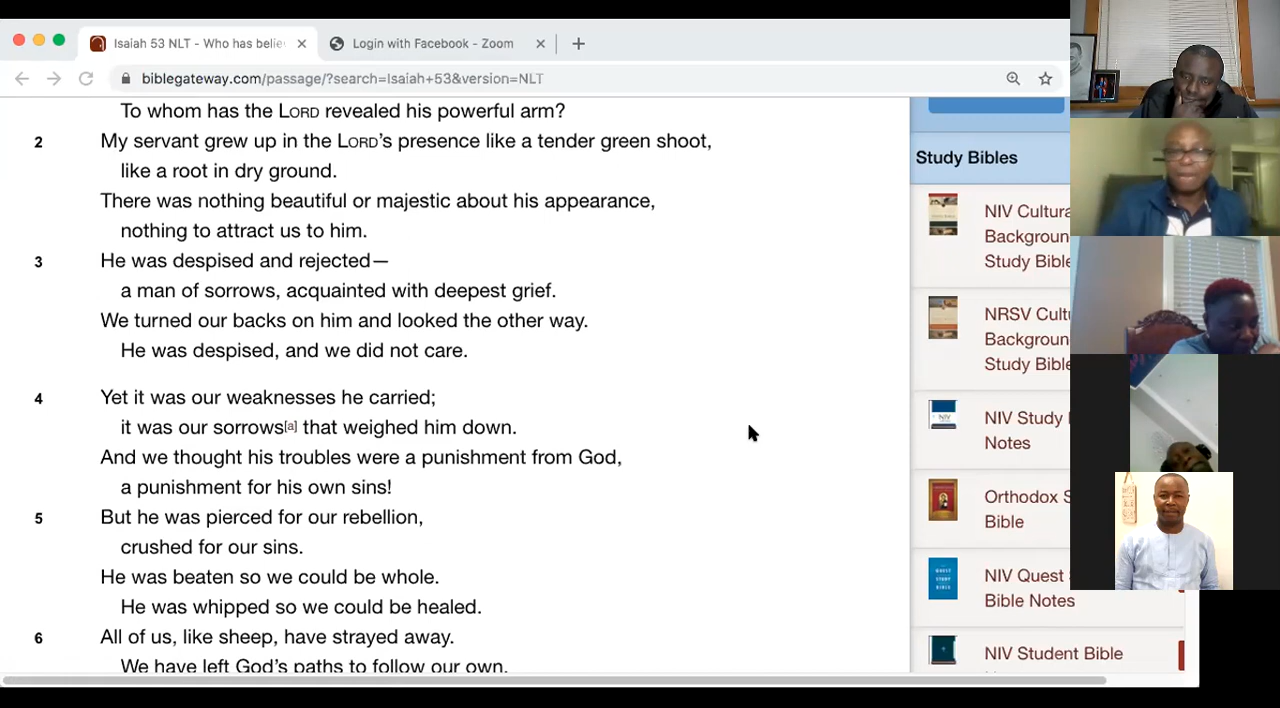 Isaiah 53 NLT - Who has belie
Login with Facebook - Zoom
biblegateway.com/passage/?search=Isaiah+53&version=NLT
To whom has the LORD revealed his powerful arm?
2 My servant grew up in the LORD’s presence like a tender green shoot,
like a root in dry ground.
There was nothing beautiful or majestic about his appearance,
nothing to attract us to him.
3 He was despised and rejected—
a man of sorrows, acquainted with deepest grief.
We turned our backs on him and looked the other way.
He was despised, and we did not care.
4 Yet it was our weaknesses he carried;
it was our sorrows[a] that weighed him down.
And we thought his troubles were a punishment from God,
a punishment for his own sins!
5 But he was pierced for our rebellion,
crushed for our sins.
He was beaten so we could be whole.
He was whipped so we could be healed.
6 All of us, like sheep, have strayed away.
We have left God’s paths to follow our own.
Study Bibles
NIV Cultura
Background
Study Bible
NRSV Cultu
Background
Study Bible
NIV Study
Notes
Orthodox S
Bible
NIV Quest
Bible Notes
NIV Student Bible